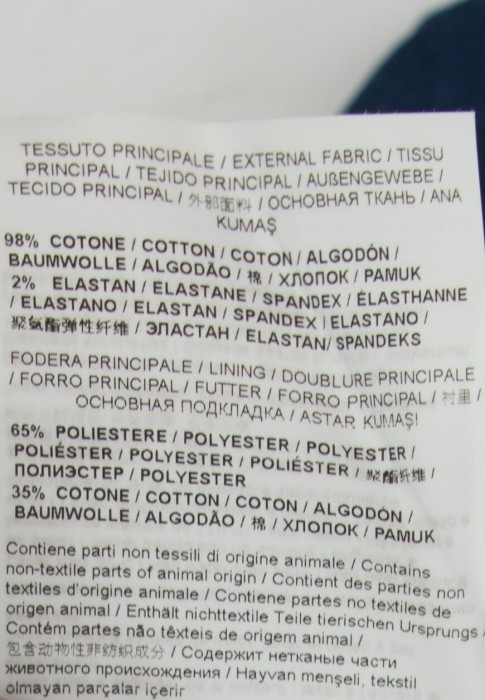 TESSUTO PRINCIPALE / EXTERNAL FABRIC / TISSU
PRINCIPAL / TEJIDO PRINCIPAL / AUßENGEWEBE /
TECIDO PRINCIPAL / 外部面料 / ОСНОВНАЯ ТКАНЬ / ANA
KUMAŞ
98% COTONE / COTTON / COTON / ALGODÓN /
BAUMWOLLE / ALGODÃO / 棉 / ХЛОПОК / PAMUK
2% ELASTAN / ELASTANE / SPANDEX / ÉLASTHANNE
/ ELASTANO / ELASTAN / SPANDEX | ELASTANO /
聚氨酯弹性纤维 / ЭЛАСТАН / ELASTAN/ SPANDEKS
FODERA PRINCIPALE / LINING / DOUBLURE PRINCIPALE
/ FORRO PRINCIPAL / FUTTER / FORRO PRINCIPAL / 衬里 /
ОСНОВНАЯ ПОДКЛАДКА / ASTAR KUMAŞI
65% POLIESTERE / POLYESTER / POLYESTER /
POLIÉSTER / POLYESTER / POLIÉSTER / 聚酯纤维 /
ПОЛИЭСТЕР / POLYESTER
35% COTONE / COTTON / COTON / ALGODÓN /
BAUMWOLLE / ALGODÃO / 棉 / ХЛОПОК / PAMUK
Contiene parti non tessili di origine animale / Contains
non-textile parts of animal origin / Contient des parties non
textiles d'origine animale / Contiene partes no textiles de
origen animal / Enthält nichttextile Teile tierischen Ursprungs /
Contém partes não têxteis de origem animal /
包含动物性非纺织成分 / Содержит нетканые части
животного происхождения / Hayvan menşeli, tekstil
olmayan parçalar içerir